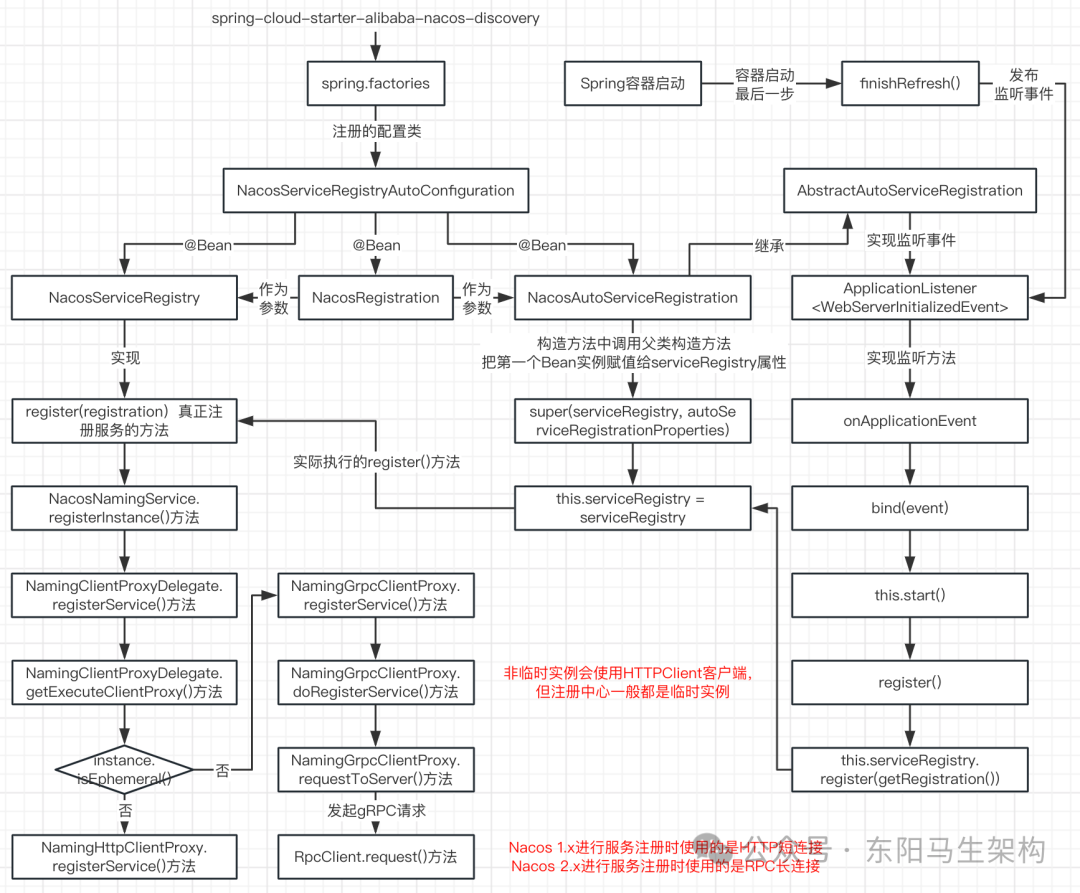 spring-cloud-starter-alibaba-nacos-discovery
spring.factories
注册的配置类
NacosServiceRegistryAutoConfiguration
@Bean
@Bean
@Bean
NacosServiceRegistry
作为
参数
NacosRegistration
作为
参数
NacosAutoServiceRegistration
继承
Spring容器启动
容器启动
最后一步
finishRefresh()
发布
监听事件
AbstractAutoServiceRegistration
实现监听事件
ApplicationListener
<WebServerInitializedEvent>
实现监听方法
onApplicationEvent
bind(event)
this.start()
register()
this.serviceRegistry.
register(getRegistration())
构造方法中调用父类构造方法
把第一个Bean实例赋值给serviceRegistry属性
super(serviceRegistry, autoSe
rviceRegistrationProperties)
this.serviceRegistry =
serviceRegistry
实际执行的register()方法
实现
register(registration) 真正注
册服务的方法
NacosNamingService.
registerInstance()方法
NamingClientProxyDelegate.
registerService()方法
NamingClientProxyDelegate.
getExecuteClientProxy()方法
instance.
isEphemeral()
否
否
NamingHttpClientProxy.
registerService()方法
NamingGrpcClientProxy.
registerService()方法
NamingGrpcClientProxy.
doRegisterService()方法
NamingGrpcClientProxy.
requestToServer()方法
发起gRPC请求
RpcClient.request()方法
非临时实例会使用HTTPClient客户端，
但注册中心一般都是临时实例
Nacos 1.x进行服务注册时使用的是HTTP短连接
Nacos 2.x进行服务注册时使用的是RPC长连接
公众号 · 东阳马生架构